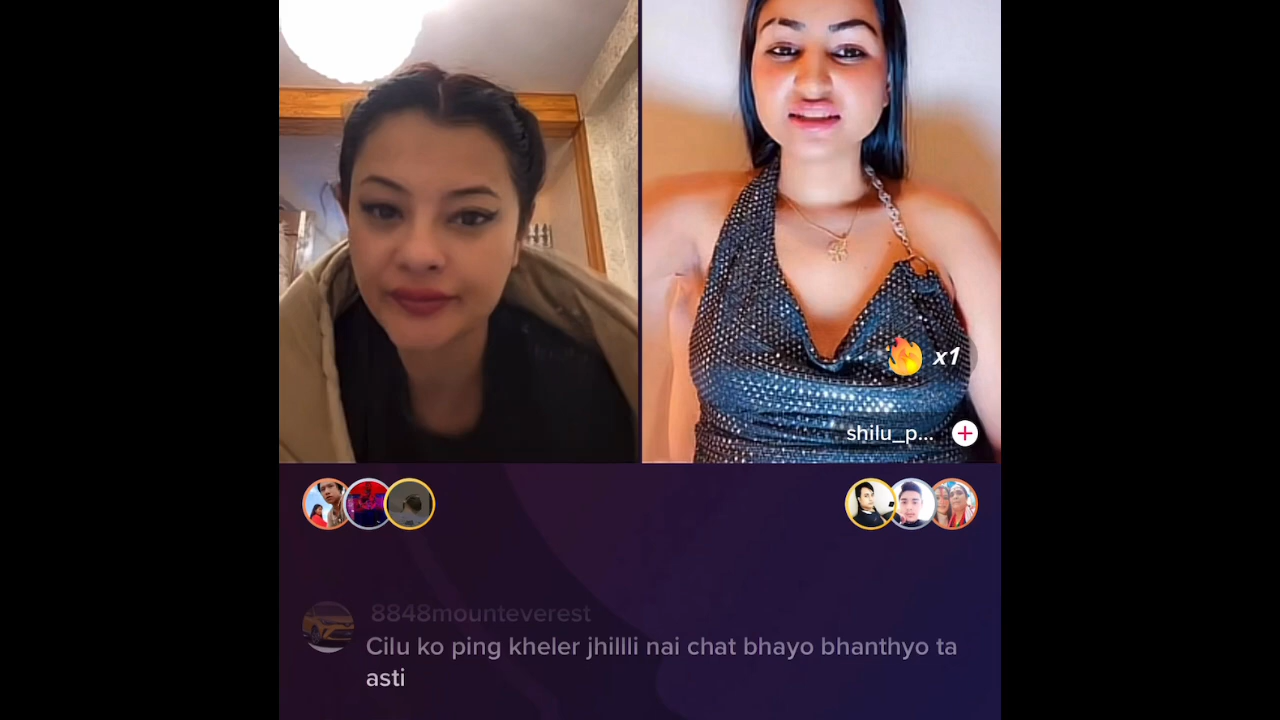 x1
shilu_p...
8848mounteverest
Cilu ko ping kheler jhillli nai chat bhayo bhanthyo ta
asti